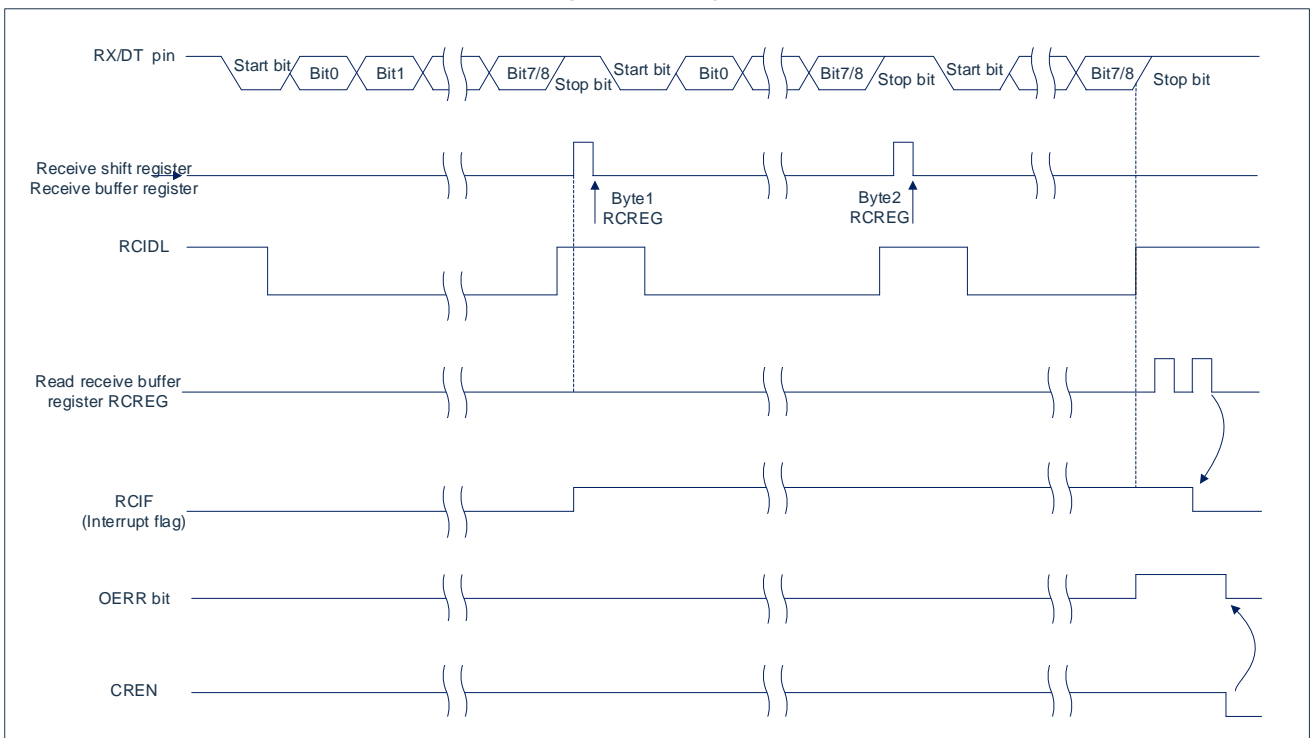 RX/DT pin
Start bit
Bit0
Bit1
Bit7/8
Stop bit
Start bit
Bit0
Bit7/8
Stop bit
Start bit
Bit7/8
Stop bit
Receive shift register
Receive buffer register
Byte1
RCREG
Byte2
RCREG
RCIDL
Read receive buffer
register RCREG
RCIF
(Interrupt flag)
OERR bit
CREN